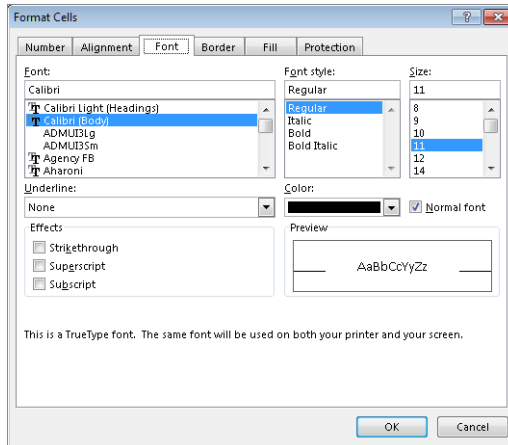 Format Cells
Number Alignment Font Border Fill Protection
Font: Font style: Size:
Calibri Regular 11
Calibri Light (Headings) Regular 8
Calibri (Body) Italic 9
ADMUI3Lg Bold 10
ADMUI3Sm Bold Italic 11
Agency FB 12
Aharoni 14
Underline: Color:
None Normal font
Effects Preview
Strikethrough
Superscript AaBbCcYyZz
Subscript
This is a TrueType font. The same font will be used on both your printer and your screen.
OK Cancel